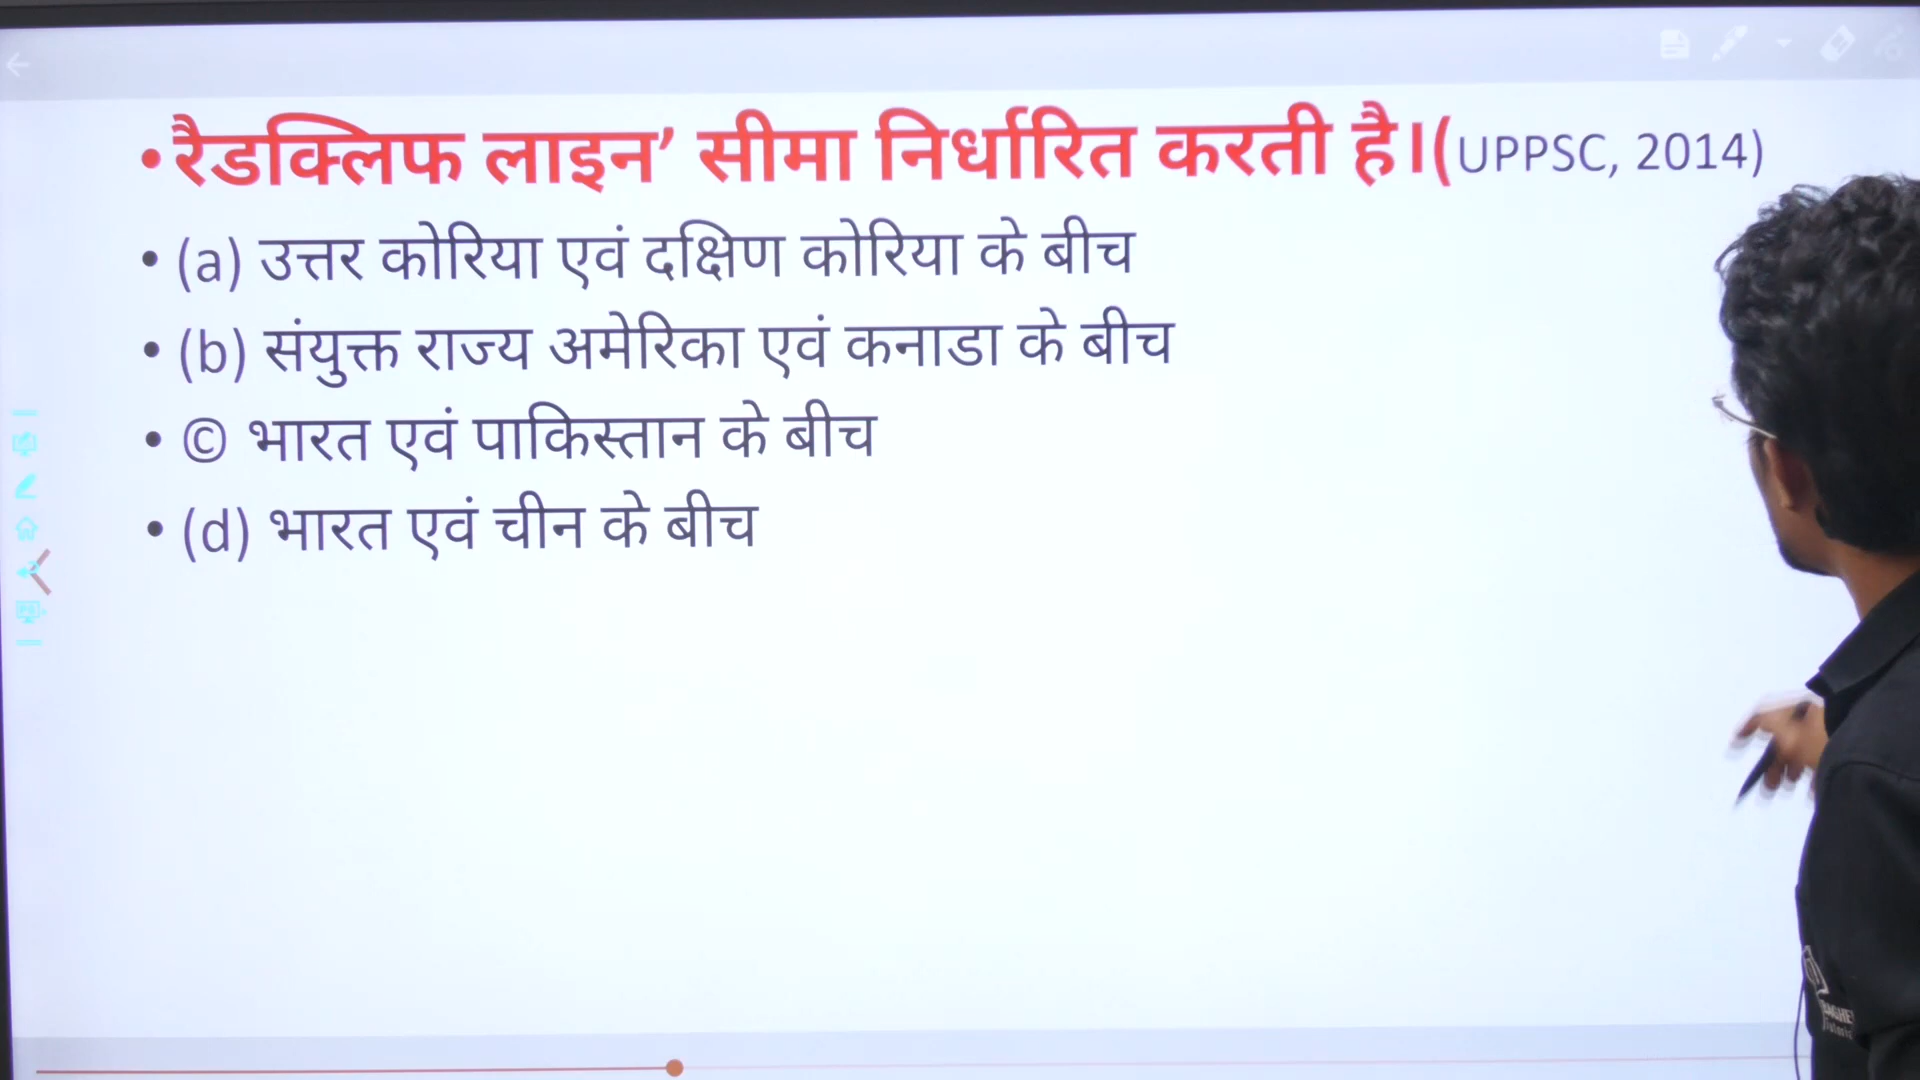 •रैडक्लिफ लाइन’ सीमा निर्धारित करती है।(UPPSC, 2014)
• (a) उत्तर कोरिया एवं दक्षिण कोरिया के बीच
• (b) संयुक्त राज्य अमेरिका एवं कनाडा के बीच
• © भारत एवं पाकिस्तान के बीच
• (d) भारत एवं चीन के बीच